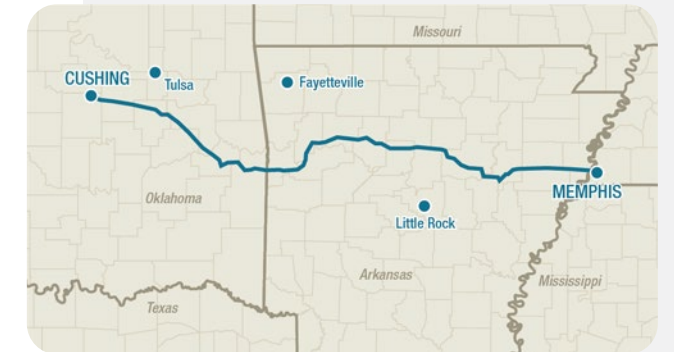 Missouri
CUSHING
Tulsa
Fayetteville
MEMPHIS
Oklahoma
Little Rock
Arkansas
Mississippi
Texas